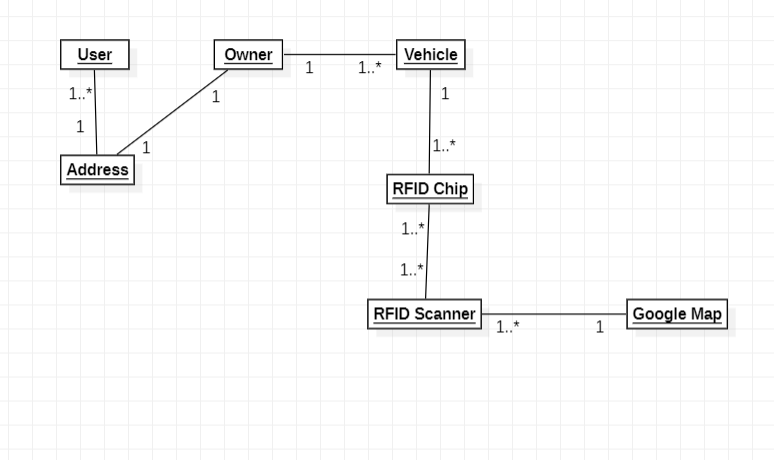 User
Owner
Vehicle
1
1..*
1..*
1
1
1
1
1..*
Address
RFID Chip
1..*
1..*
RFID Scanner
Google Map
1..*
1